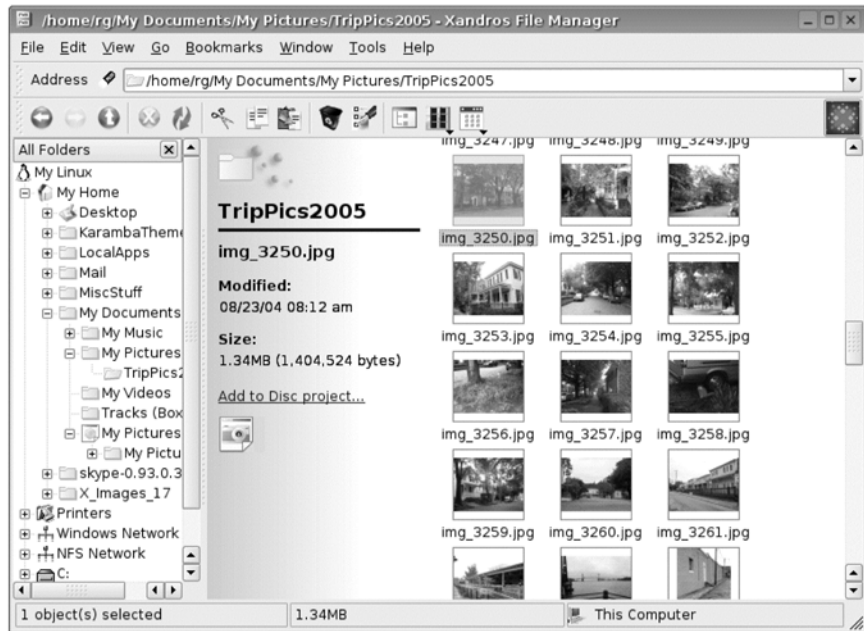 /home/rg/My Documents/My Pictures/TripPics2005 - Xandros File Manager
File Edit View Go Bookmarks Window Tools Help
Address /home/rg/My Documents/My Pictures/TripPics2005
All Folders
My Linux
My Home
Desktop
KarambaTheme
LocalApps
Mail
MiscStuff
My Documents
My Music
My Pictures
TripPics2
My Videos
Tracks (Box
My Pictures
My Pictu
skype-0.93.0.3
X_Images_17
Printers
Windows Network
NFS Network
C:
TripPics2005
img_3250.jpg
Modified:
08/23/04 08:12 am
Size:
1.34MB (1,404,524 bytes)
Add to Disc project...
img_3247.jpg img_3248.jpg img_3249.jpg
img_3250.jpg img_3251.jpg img_3252.jpg
img_3253.jpg img_3254.jpg img_3255.jpg
img_3256.jpg img_3257.jpg img_3258.jpg
img_3259.jpg img_3260.jpg img_3261.jpg
1 object(s) selected 1.34MB This Computer